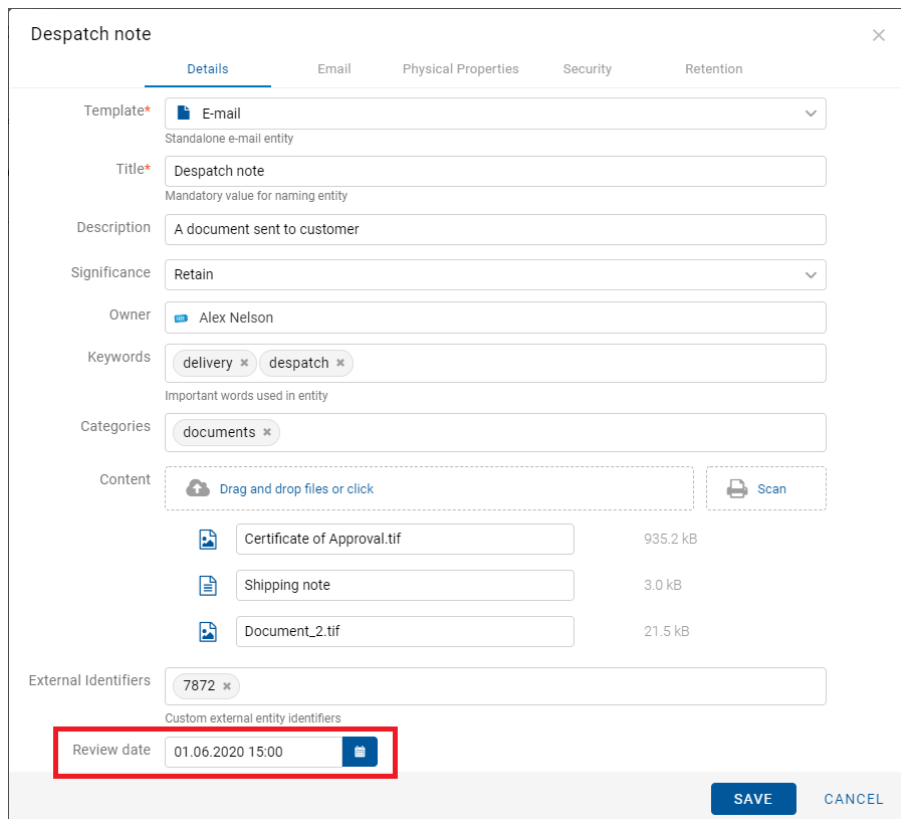 Despatch note
Details Email Physical Properties Security Retention
Template* E-mail
Standalone e-mail entity
Title* Despatch note
Mandatory value for naming entity
Description A document sent to customer
Significance Retain
Owner Alex Nelson
Keywords delivery × despatch ×
Important words used in entity
Categories documents ×
Content Drag and drop files or click Scan
Certificate of Approval.tif 935.2 kB
Shipping note 3.0 kB
Document_2.tif 21.5 kB
External Identifiers 7872 ×
Custom external entity identifiers
Review date 01.06.2020 15:00
SAVE CANCEL